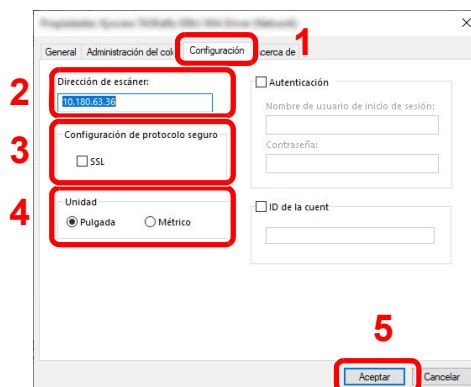 General Administración del col Configuración cerca de
1
2
Dirección de escáner:
10.180.63.36
3
Configuración de protocolo seguro
SSL
4
Unidad
Pulgada Métrico
Autenticación
Nombre de usuario de inicio de sesión:
Contraseña:
ID de la cuent
5
Aceptar Cancelar